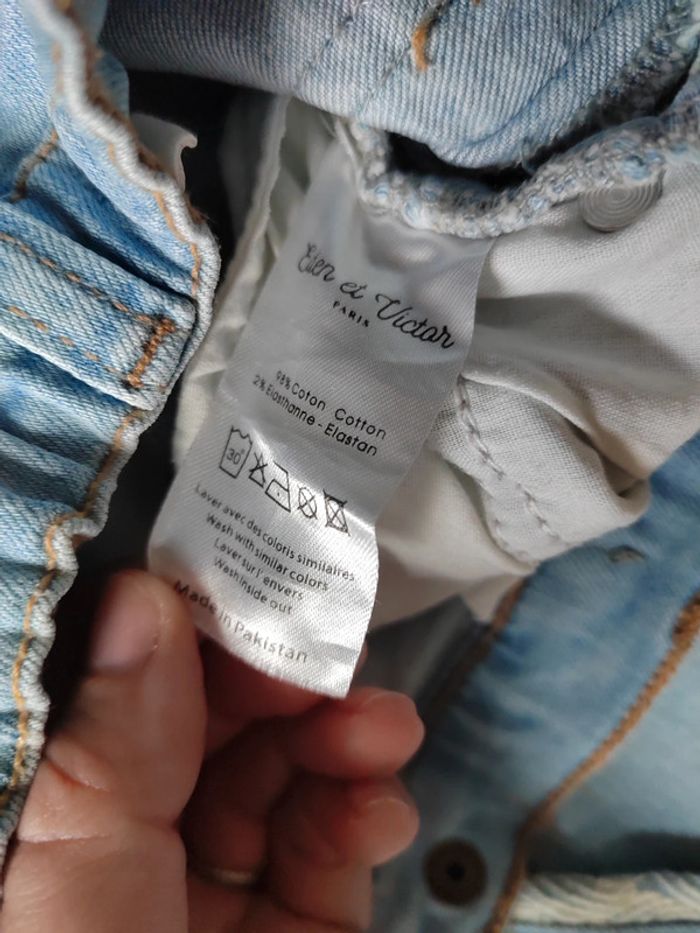 Eden et Victor
PARIS
98% Coton Cotton
2% Elasthanne - Elastan
30°
Laver avec des coloris similaires
Wash with similar colors
Laver sur l'envers
Wash inside out
Made in Pakistan